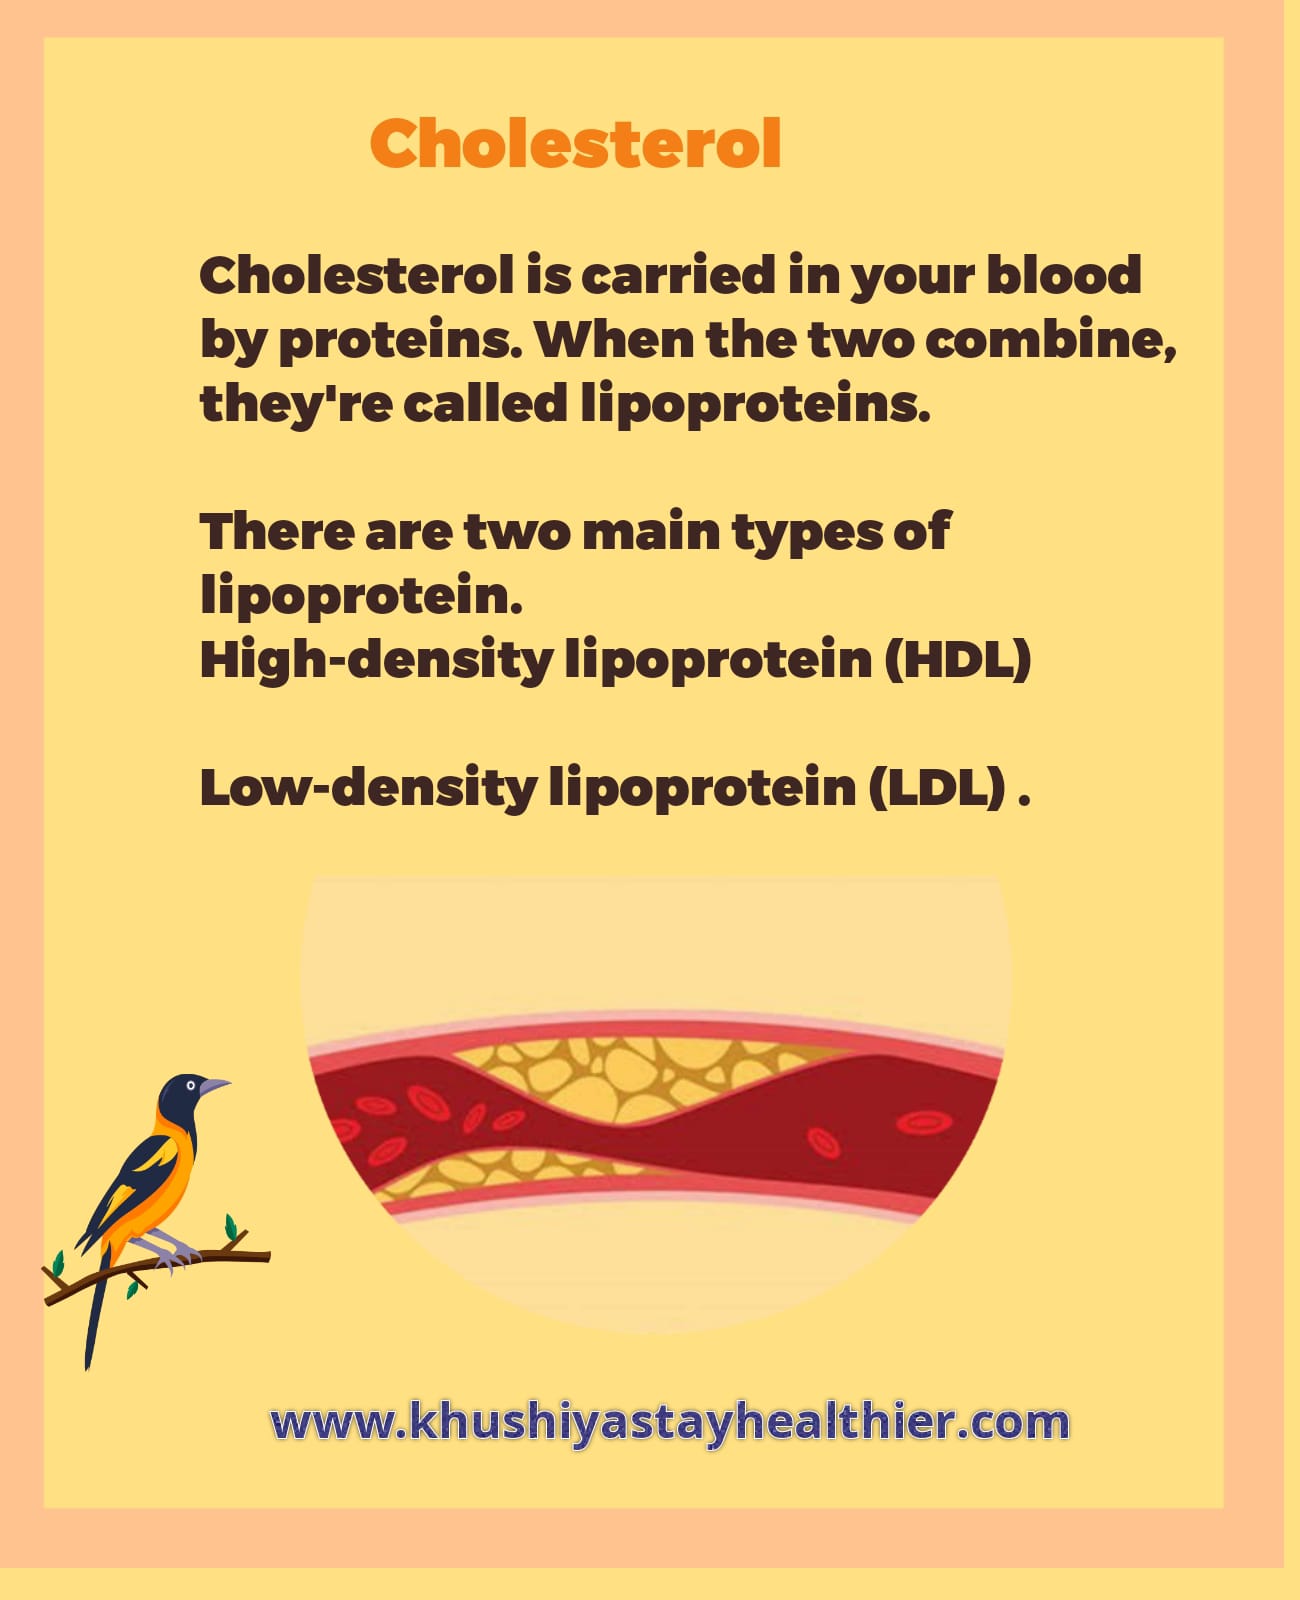 Cholesterol
Cholesterol is carried in your blood
by proteins. When the two combine,
they're called lipoproteins.
There are two main types of
lipoprotein.
High-density lipoprotein (HDL)
Low-density lipoprotein (LDL) .
www.khushiyastayhealthier.com